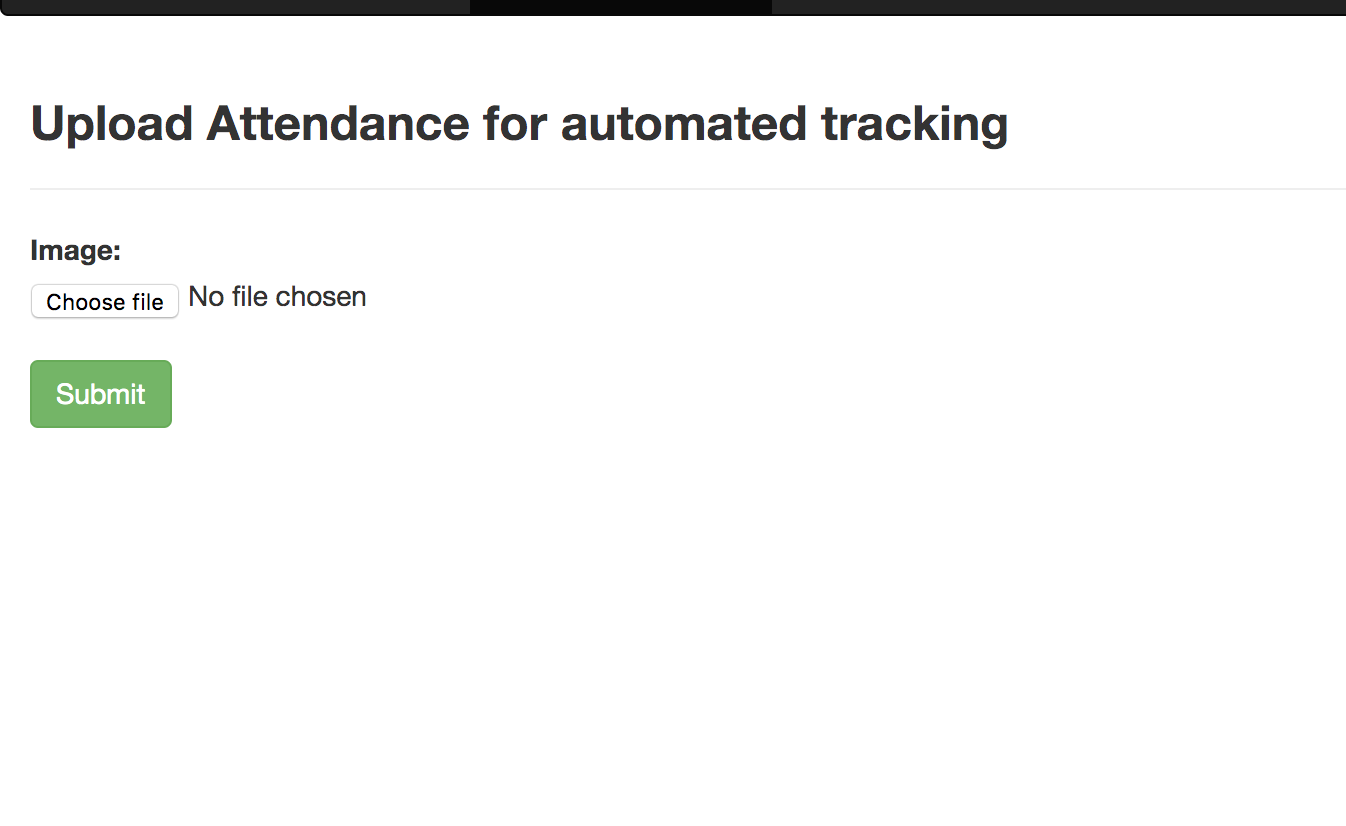 Upload Attendance for automated tracking
Image:
Choose file No file chosen
Submit